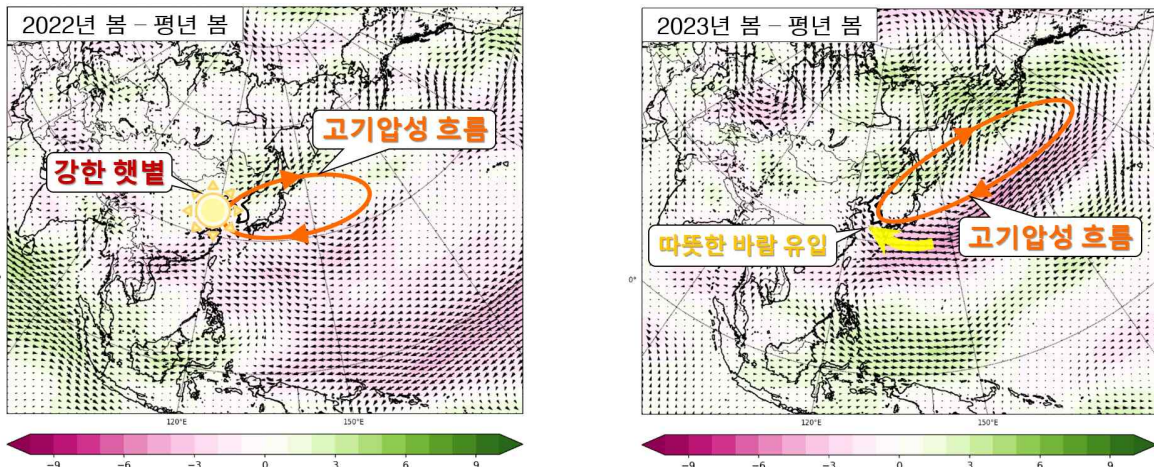 2022년 봄 – 평년 봄
고기압성 흐름
강한 햇볕
120°E
150°E
−9 −6 −3 0 3 6 9
2023년 봄 – 평년 봄
따뜻한 바람 유입
고기압성 흐름
0°
120°E
150°E
−9 −6 −3 0 3 6 9